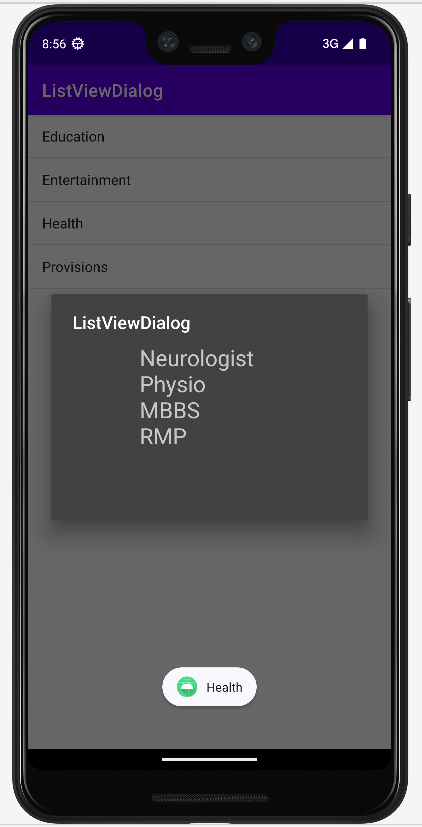 8:56
3G
ListViewDialog
Education
Entertainment
Health
Provisions
ListViewDialog
Neurologist
Physio
MBBS
RMP
Health